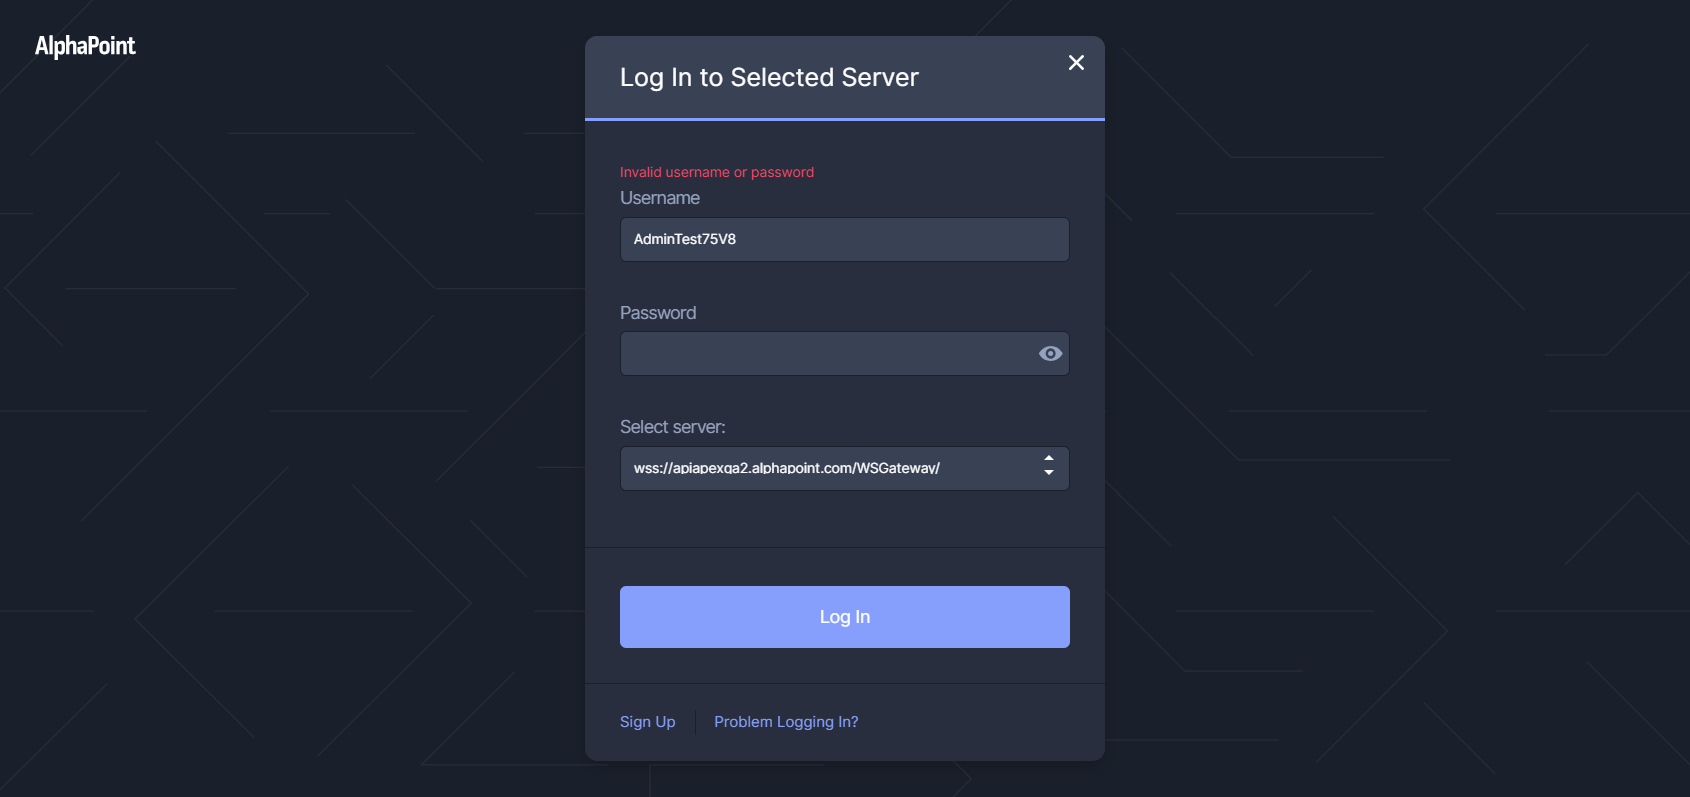 AlphaPoint
Log In to Selected Server
Invalid username or password
Username
AdminTest75V8
Password
Select server:
wss://apiapexqa2.alphapoint.com/WSGateway/
Log In
Sign Up
Problem Logging In?